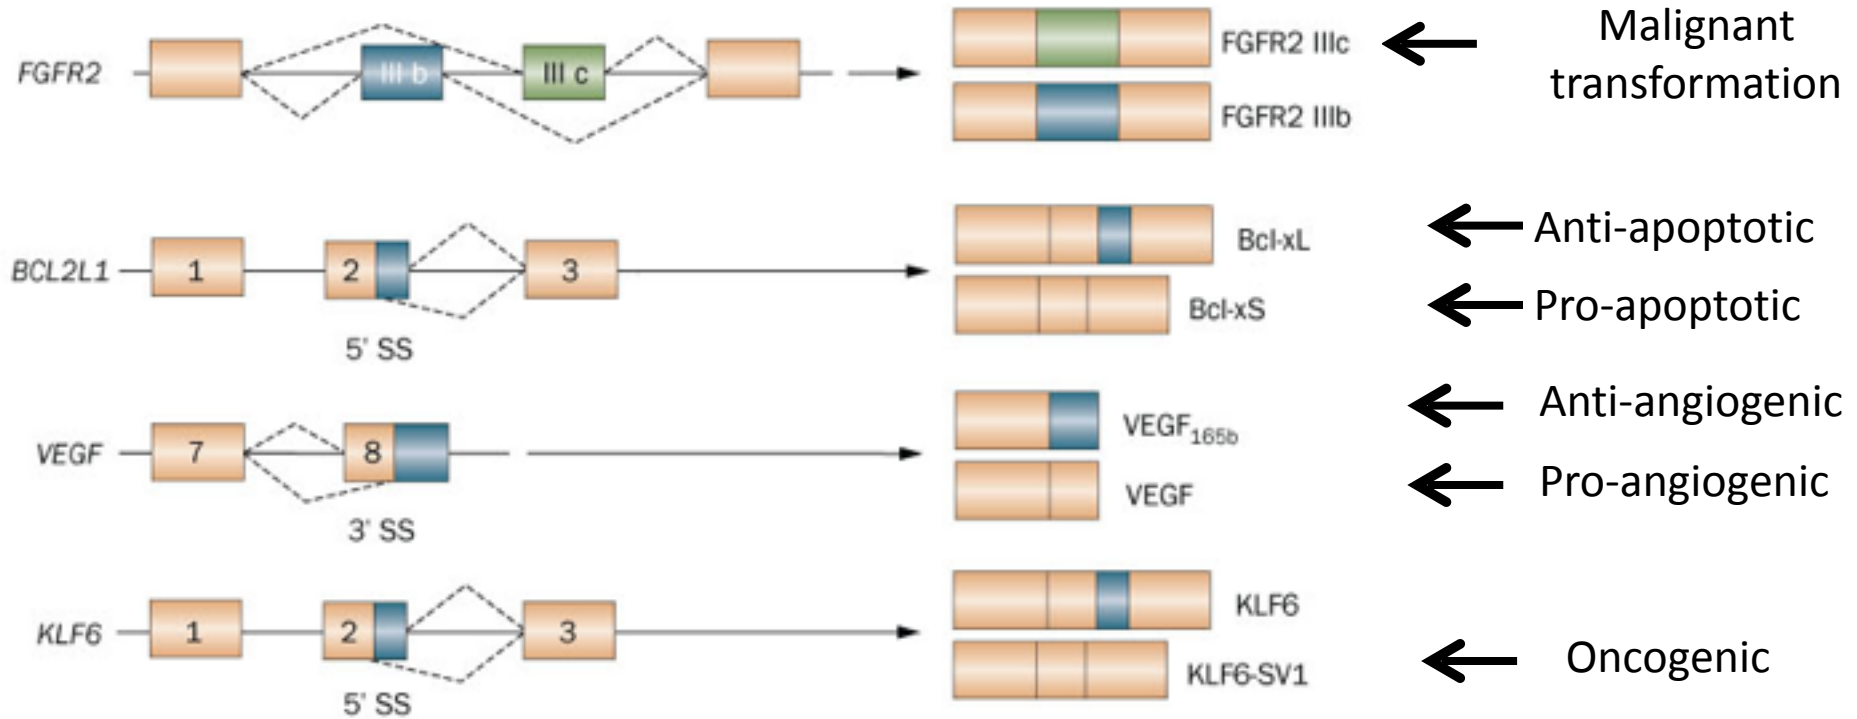 FGFR2
III b
III c
FGFR2 IIIc
FGFR2 IIIb
Malignant
transformation
BCL2L1
1
2
3
5' SS
Bcl-xL
Bcl-xS
Anti-apoptotic
Pro-apoptotic
VEGF
7
8
3' SS
VEGF165b
VEGF
Anti-angiogenic
Pro-angiogenic
KLF6
1
2
3
5' SS
KLF6
KLF6-SV1
Oncogenic